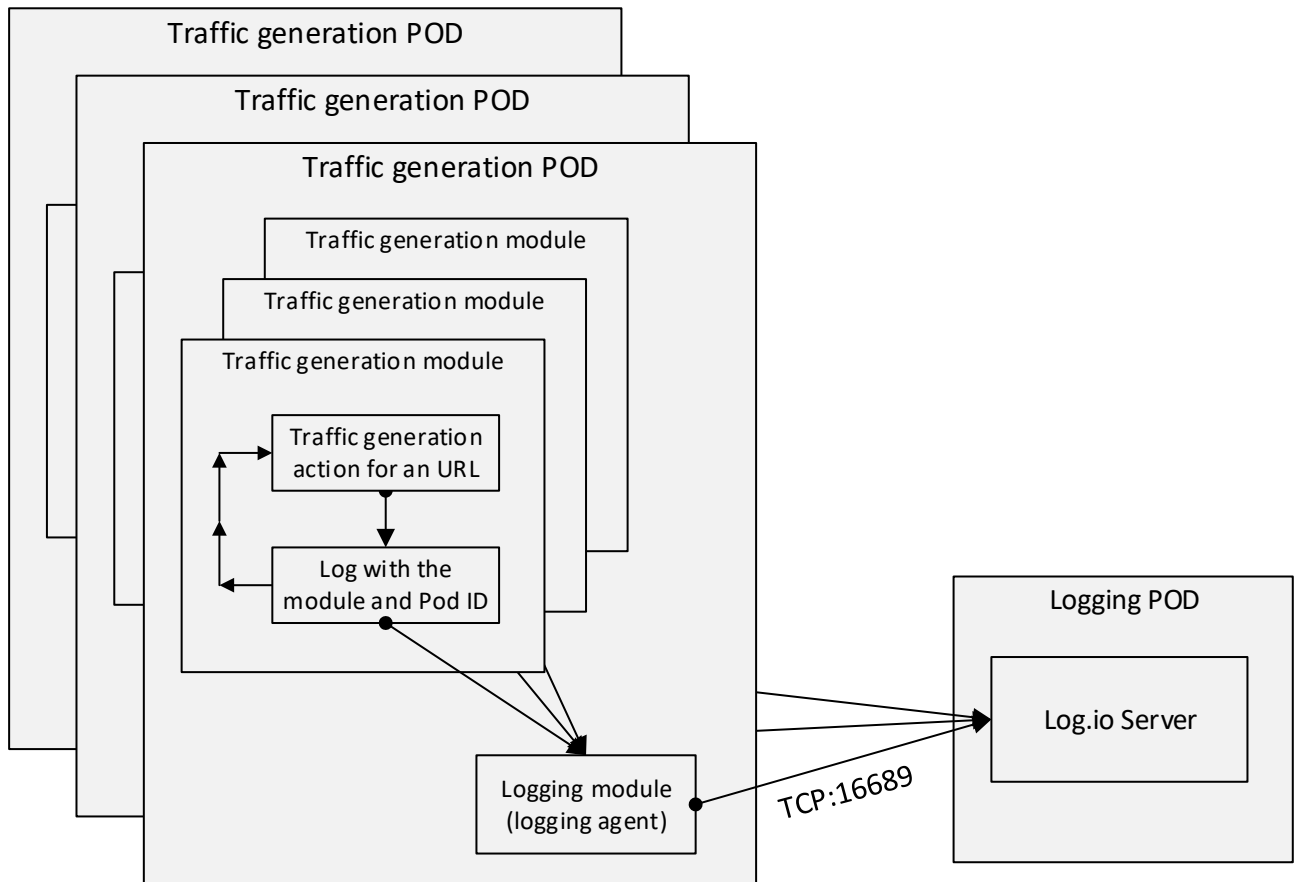 Traffic generation POD
Traffic generation POD
Traffic generation POD
Traffic generation module
Traffic generation module
Traffic generation module
Traffic generation
action for an URL
Log with the
module and Pod ID
Logging module
(logging agent)
TCP:16689
Logging POD
Log.io Server